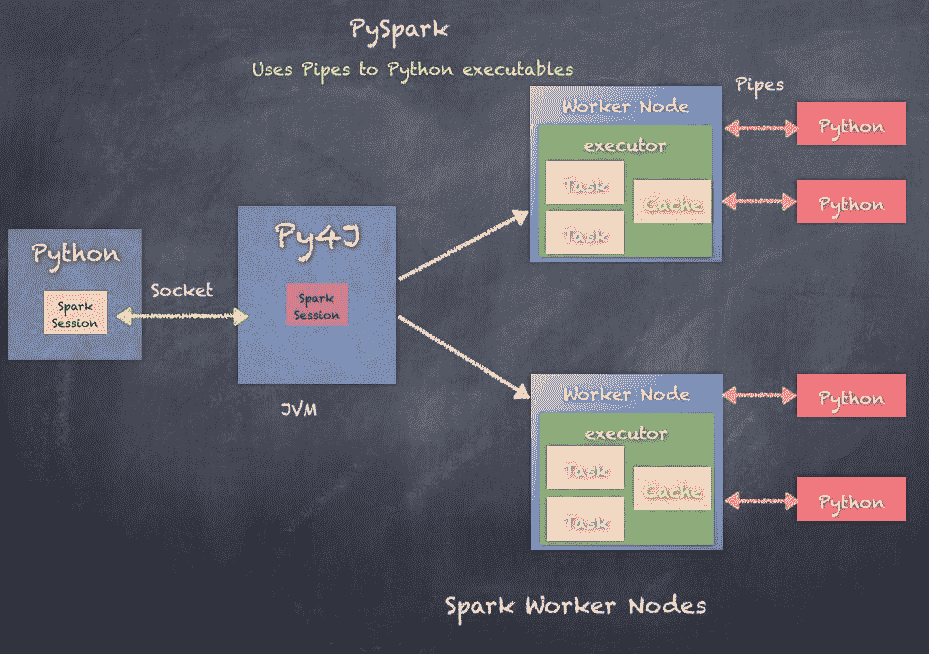 PySpark
Uses Pipes to Python executables
Pipes
Worker Node
executor
Task
Cache
Task
Python
Python
Python
Spark
Session
Socket
Py4J
Spark
Session
JVM
Worker Node
executor
Task
Cache
Task
Python
Python
Spark Worker Nodes